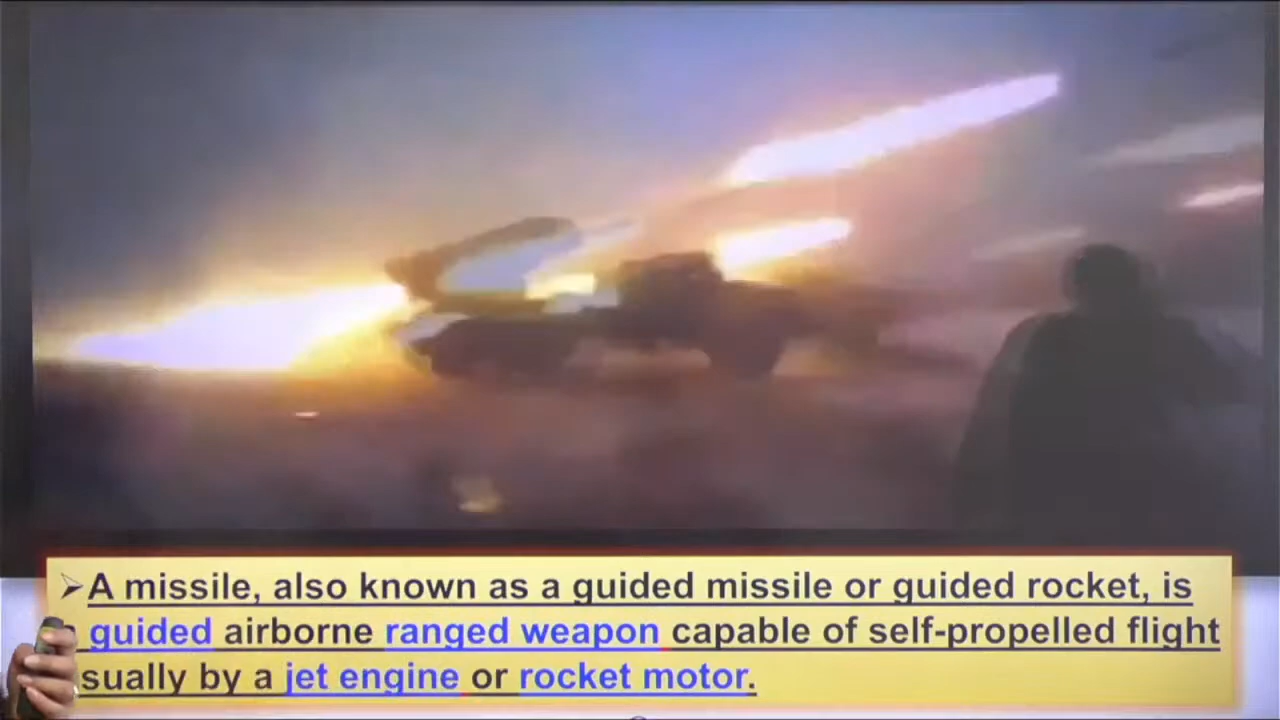 ➢A missile, also known as a guided missile or guided rocket, is
guided airborne ranged weapon capable of self-propelled flight
sually by a jet engine or rocket motor.